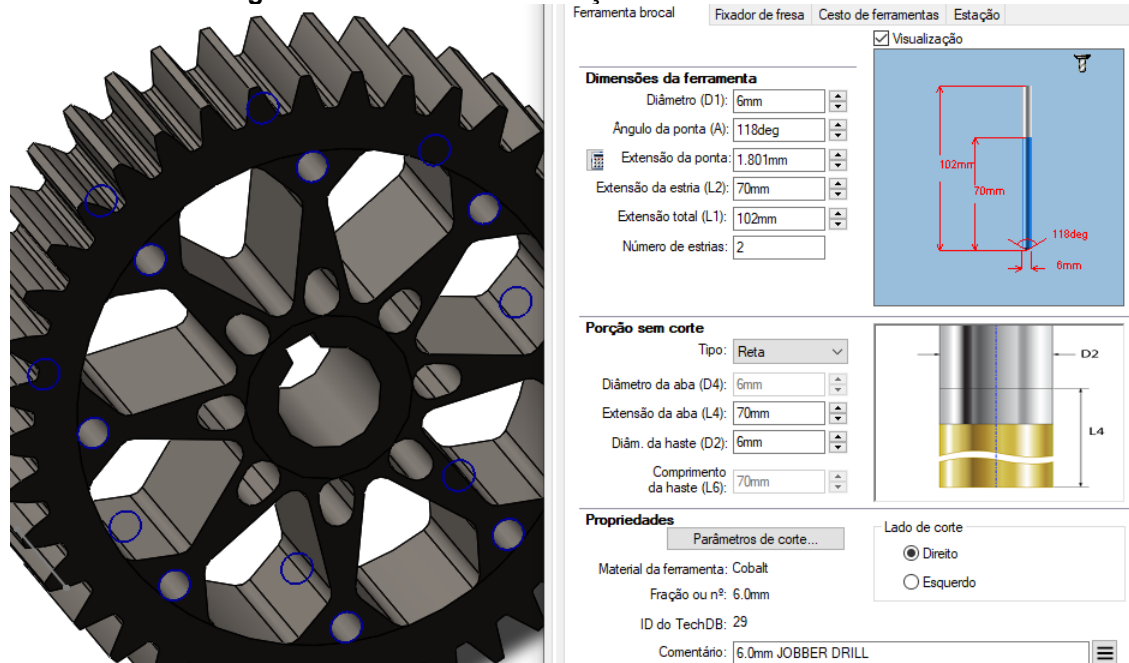 Ferramenta brocal Fixador de fresa Cesto de ferramentas Estação
Visualização
Dimensões da ferramenta
Diâmetro (D1): 6mm
Ângulo da ponta (A): 118deg
Extensão da ponta: 1.801mm
Extensão da estria (L2): 70mm
Extensão total (L1): 102mm
Número de estrias: 2
102mm
70mm
118deg
6mm
Porção sem corte
Tipo: Reta
Diâmetro da aba (D4): 6mm
Extensão da aba (L4): 70mm
Diâm. da haste (D2): 6mm
Comprimento
da haste (L6): 70mm
D2
L4
Propriedades
Parâmetros de corte...
Material da ferramenta: Cobalt
Fração ou nº: 6.0mm
ID do TechDB: 29
Comentário: 6.0mm JOBBER DRILL
Lado de corte
Direito
Esquerdo